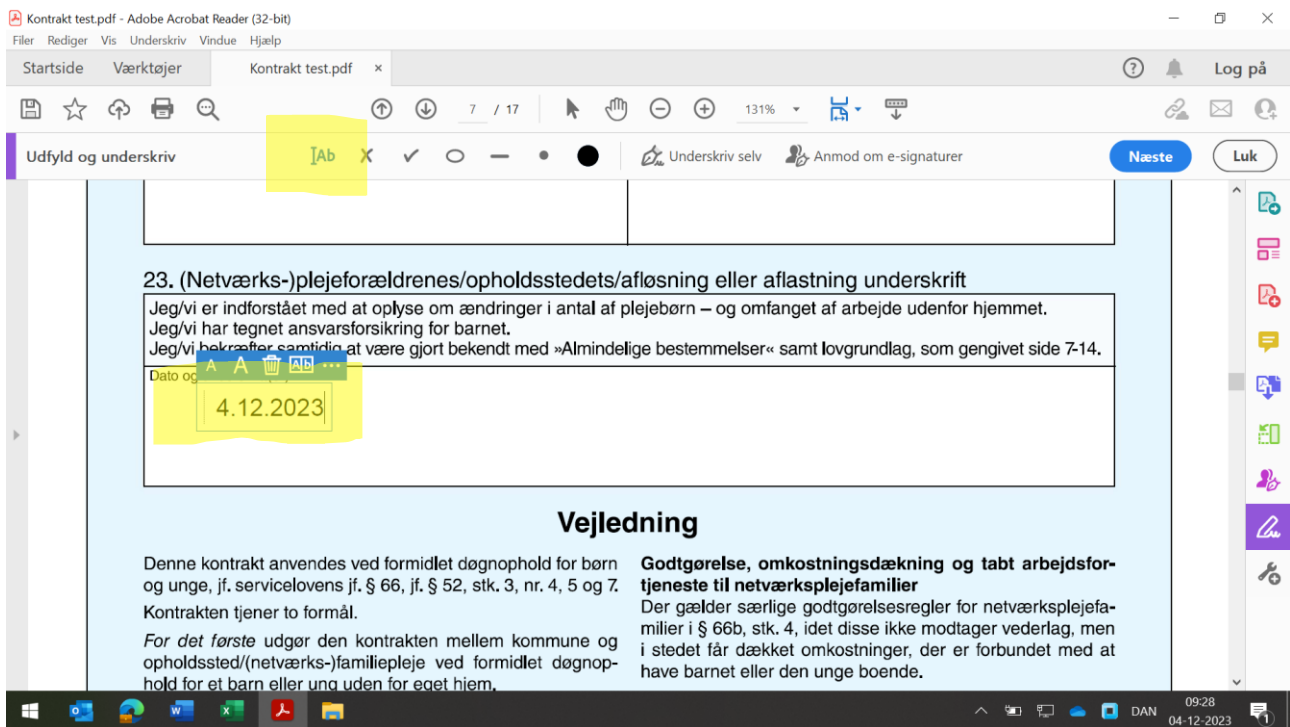 Kontrakt test.pdf - Adobe Acrobat Reader (32-bit)
Filer Rediger Vis Underskriv Vindue Hjælp
Startside Værktøjer Kontrakt test.pdf × Log på
7 / 17 131%
Udfyld og underskriv Ab Underskriv selv Anmod om e-signaturer Næste Luk
23. (Netværks-)plejeforældrenes/opholdsstedets/afløsning eller aflastning underskrift
Jeg/vi er indforstået med at oplyse om ændringer i antal af plejebørn – og omfanget af arbejde udenfor hjemmet.
Jeg/vi har tegnet ansvarsforsikring for barnet.
Jeg/vi bekræfter samtidig at være gjort bekendt med »Almindelige bestemmelser« samt lovgrundlag, som gengivet side 7-14.
A A Ab ...
Dato og
4.12.2023
Vejledning
Denne kontrakt anvendes ved formidlet døgnophold for børn
og unge, jf. servicelovens jf. § 66, jf. § 52, stk. 3, nr. 4, 5 og 7.
Kontrakten tjener to formål.
For det første udgør den kontrakten mellem kommune og
opholdssted/(netværks-)familiepleje ved formidlet døgnop-
hold for et barn eller ung uden for eget hjem.
Godtgørelse, omkostningsdækning og tabt arbejdsfor-
tjeneste til netværksplejefamilier
Der gælder særlige godtgørelsesregler for netværksplejefa-
milier i § 66b, stk. 4, idet disse ikke modtager vederlag, men
i stedet får dækket omkostninger, der er forbundet med at
have barnet eller den unge boende.
DAN 09:28
04-12-2023